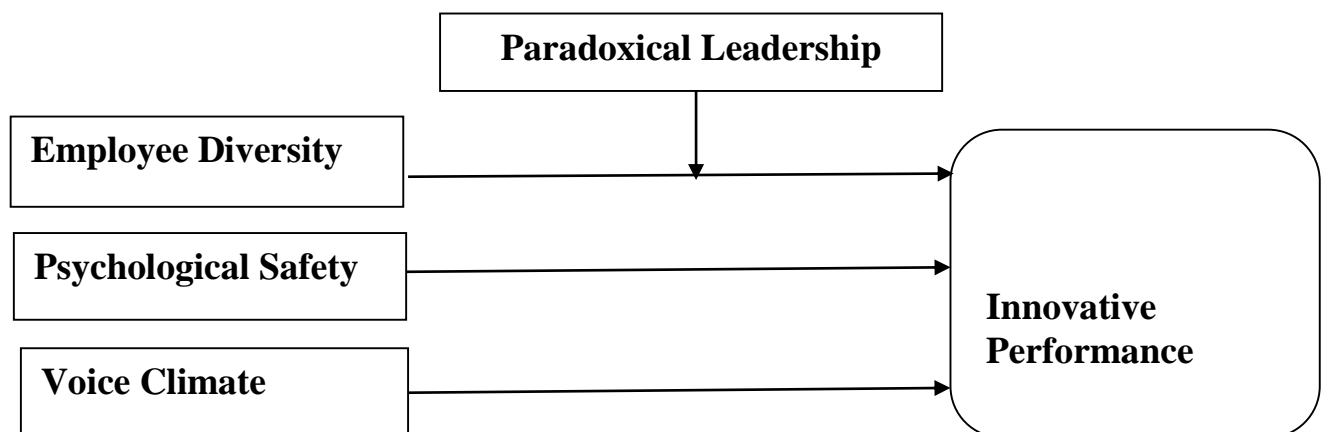 Paradoxical Leadership
Employee Diversity
Psychological Safety
Innovative
Performance
Voice Climate